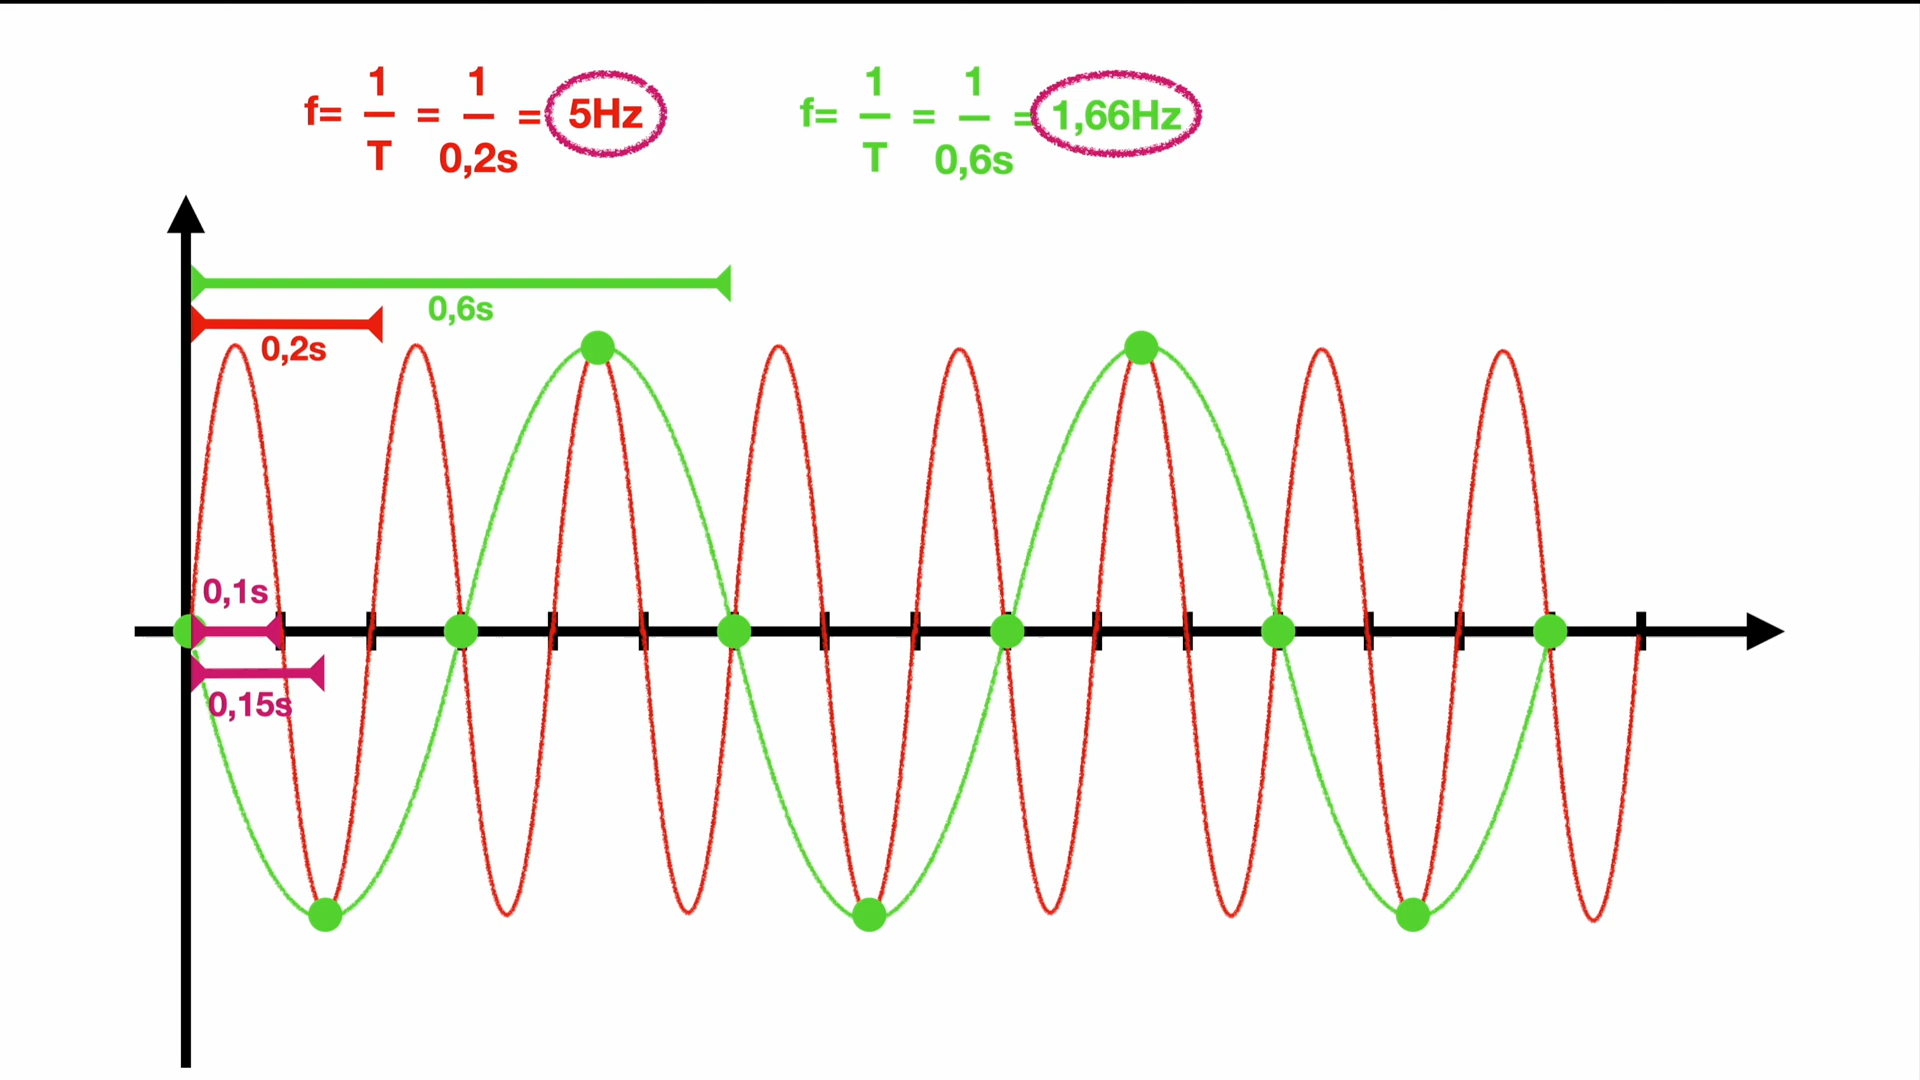 1 1
f= — = — = 5Hz
T 0,2s
1 1
f= — = — = 1,66Hz
T 0,6s
0,6s
0,2s
0,1s
0,15s